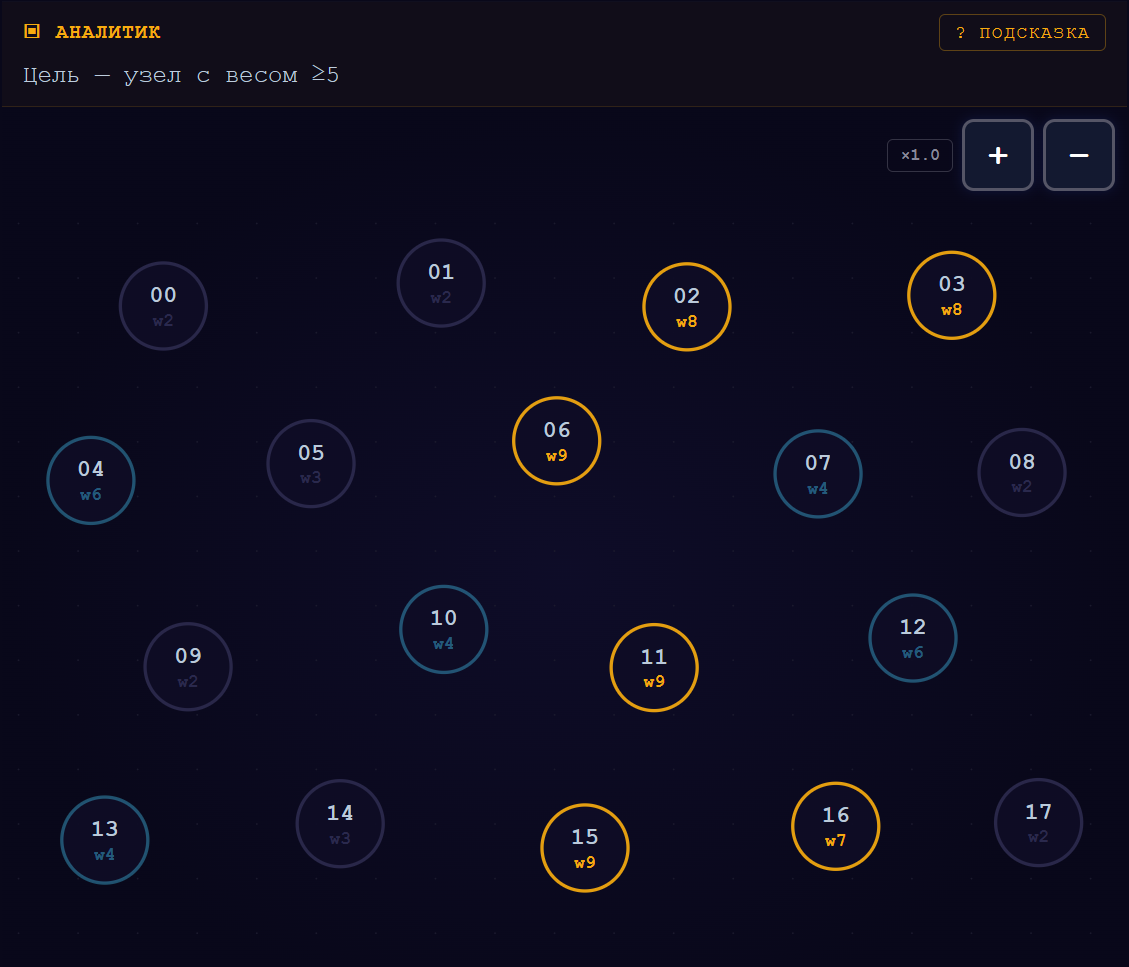 АНАЛИТИК
? ПОДСКАЗКА
Цель — узел с весом ≥5
×1.0
+
−
00
w2
01
w2
02
w8
03
w8
04
w6
05
w3
06
w9
07
w4
08
w2
09
w2
10
w4
11
w9
12
w6
13
w4
14
w3
15
w9
16
w7
17
w2